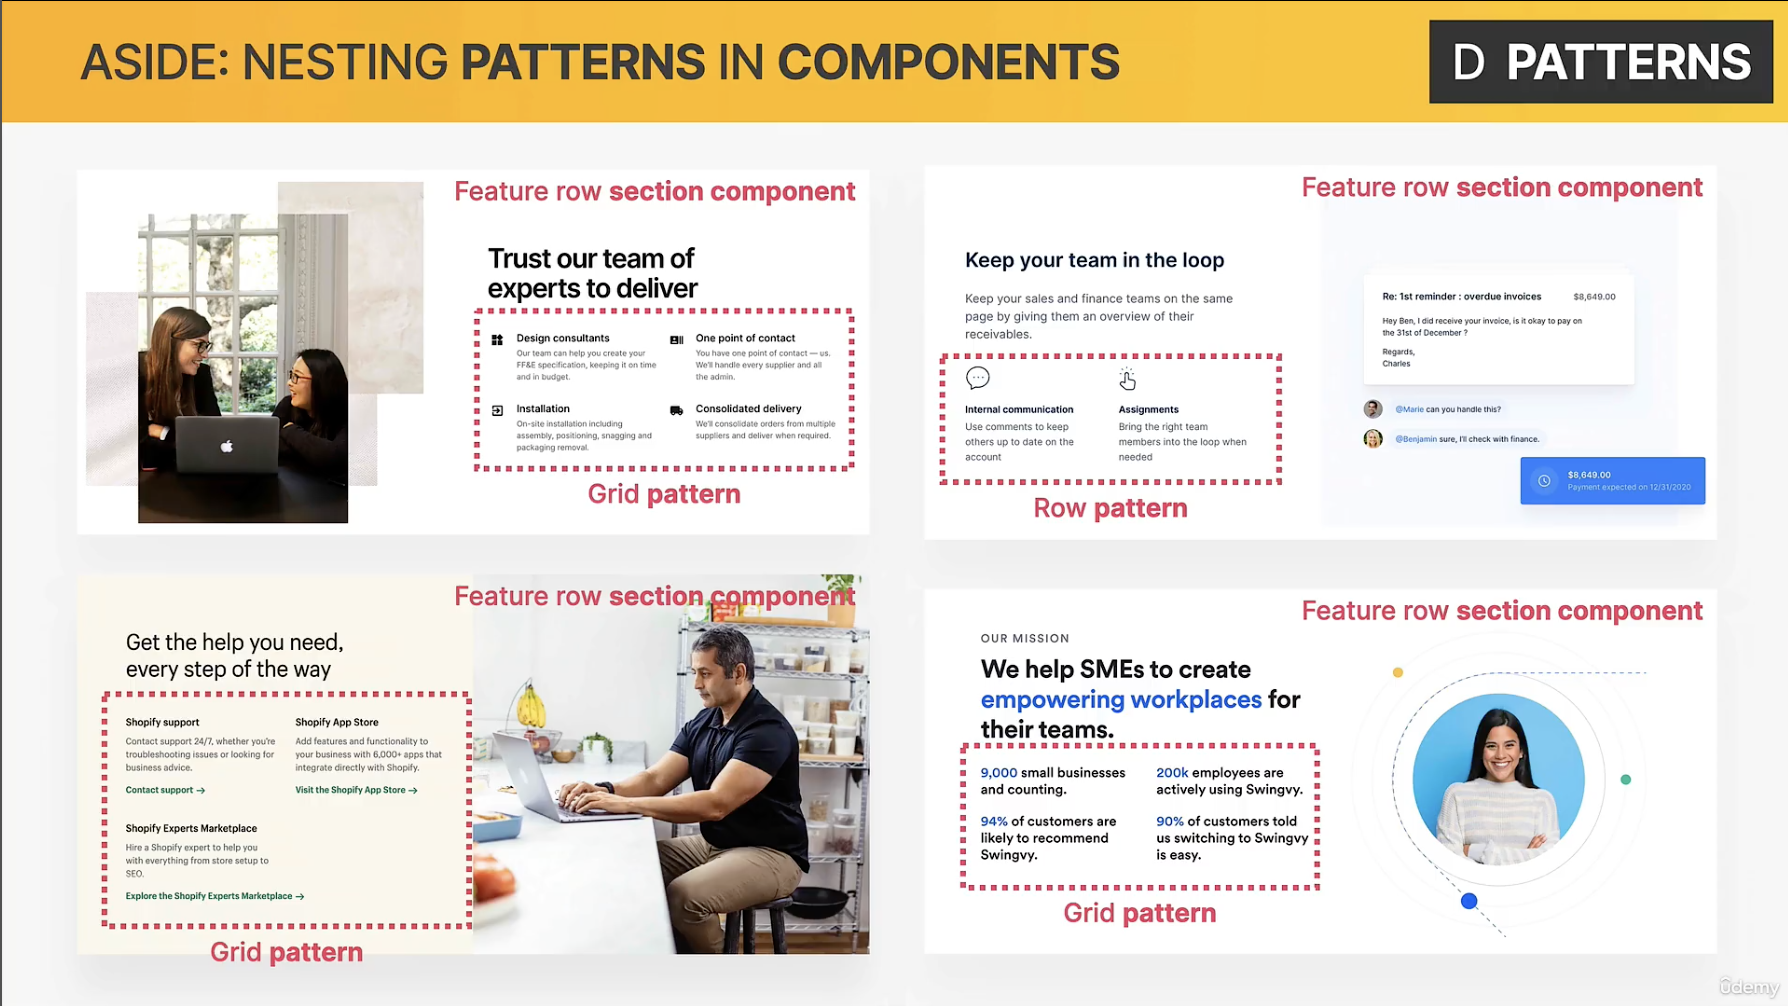 ASIDE: NESTING PATTERNS IN COMPONENTS
D PATTERNS
Feature row section component
Trust our team of
experts to deliver
Design consultants
Our team can help you create your
FF&E specification, keeping it on time
and in budget.
One point of contact
You have one point of contact — us.
We'll handle every supplier and all
the admin.
Installation
On-site installation including
assembly, positioning, snagging and
packaging removal.
Consolidated delivery
We'll consolidate orders from multiple
suppliers and deliver when required.
Grid pattern
Feature row section component
Keep your team in the loop
Keep your sales and finance teams on the same
page by giving them an overview of their
receivables.
Internal communication
Use comments to keep
others up to date on the
account
Assignments
Bring the right team
members into the loop when
needed
Row pattern
Re: 1st reminder : overdue invoices
$8,649.00
Hey Ben, I did receive your invoice, is it okay to pay on
the 31st of December ?
Regards,
Charles
@Marie can you handle this?
@Benjamin sure, I'll check with finance.
$8,649.00
Payment expected on 12/31/2020
Feature row section component
Get the help you need,
every step of the way
Shopify support
Contact support 24/7, whether you're
troubleshooting issues or looking for
business advice.
Contact support →
Shopify App Store
Add features and functionality to
your business with 6,000+ apps that
integrate directly with Shopify.
Visit the Shopify App Store →
Shopify Experts Marketplace
Hire a Shopify expert to help you
with everything from store setup to
SEO.
Explore the Shopify Experts Marketplace →
Grid pattern
Feature row section component
OUR MISSION
We help SMEs to create
empowering workplaces for
their teams.
9,000 small businesses
and counting.
200k employees are
actively using Swingvy.
94% of customers are
likely to recommend
Swingvy.
90% of customers told
us switching to Swingvy
is easy.
Grid pattern
ûdemy